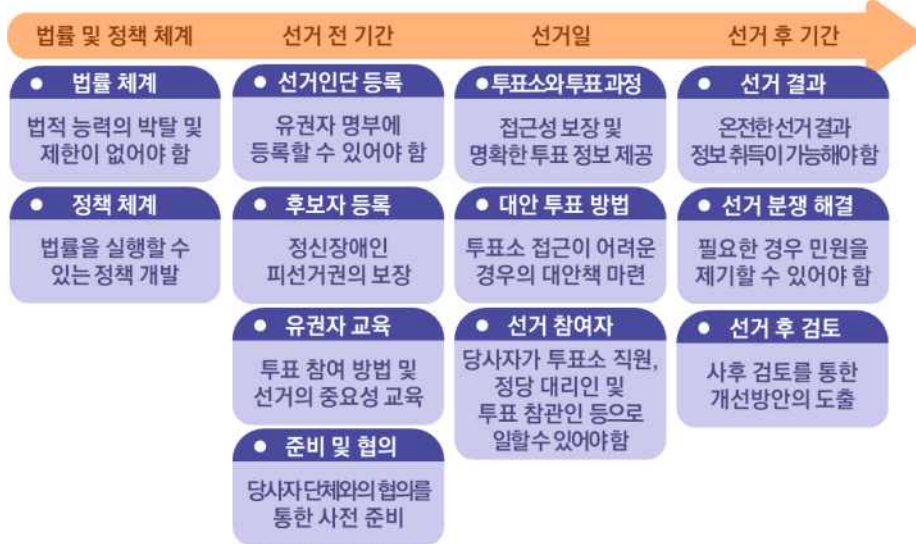 법률 및 정책 체계
선거 전 기간
선거일
선거 후 기간
● 법률 체계
법적 능력의 박탈 및
제한이 없어야 함
● 정책 체계
법률을 실행할 수
있는 정책 개발
● 선거인단 등록
유권자 명부에
등록할 수 있어야 함
● 후보자 등록
정신장애인
피선거권의 보장
● 유권자 교육
투표 참여 방법 및
선거의 중요성 교육
● 준비 및 협의
당사자 단체와의 협의를
통한 사전 준비
● 투표소와 투표 과정
접근성 보장 및
명확한 투표 정보 제공
● 대안 투표 방법
투표소 접근이 어려운
경우의 대안책 마련
● 선거 참여자
당사자가 투표소 직원,
정당 대리인 및
투표 참관인 등으로
일할 수 있어야 함
● 선거 결과
온전한 선거 결과
정보 취득이 가능해야 함
● 선거 분쟁 해결
필요한 경우 민원을
제기할 수 있어야 함
● 선거 후 검토
사후 검토를 통한
개선방안의 도출